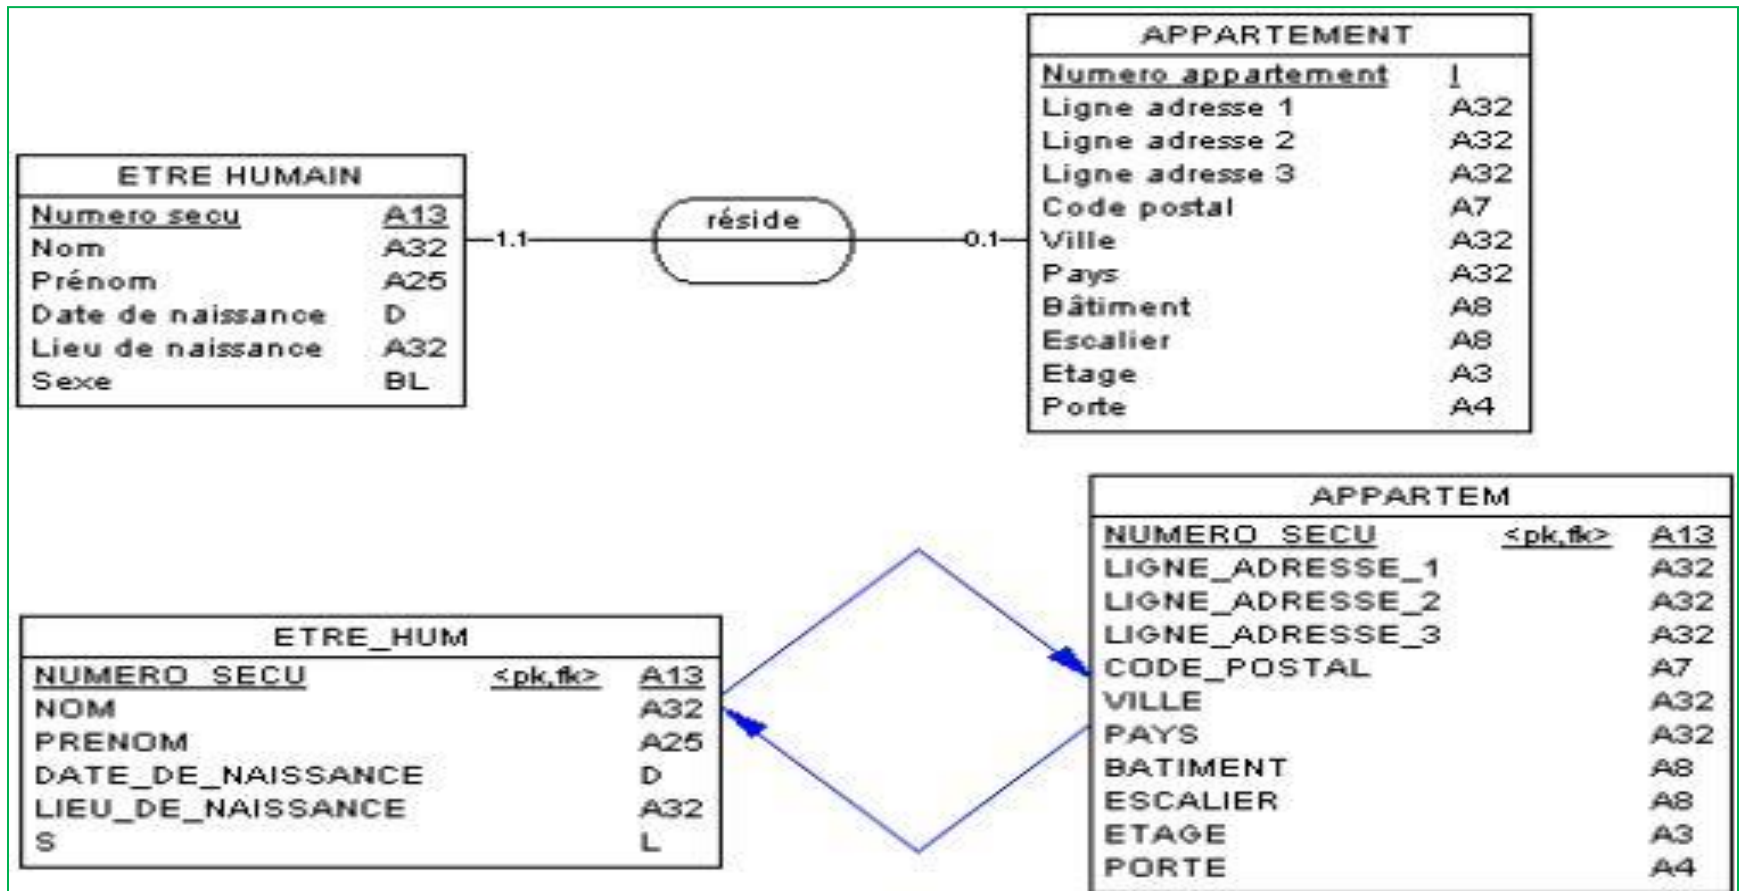 APPARTEMENT
Numero appartement I
Ligne adresse 1 A32
Ligne adresse 2 A32
Ligne adresse 3 A32
Code postal A7
Ville A32
Pays A32
Bâtiment A8
Escalier A8
Etage A3
Porte A4
ETRE HUMAIN
Numero secu A13
Nom A32
Prénom A25
Date de naissance D
Lieu de naissance A32
Sexe BL
1.1
réside
0.1
APPARTEM
NUMERO_SECU <pk,fk> A13
LIGNE_ADRESSE_1 A32
LIGNE_ADRESSE_2 A32
LIGNE_ADRESSE_3 A32
CODE_POSTAL A7
VILLE A32
PAYS A32
BATIMENT A8
ESCALIER A8
ETAGE A3
PORTE A4
ETRE_HUM
NUMERO_SECU <pk,fk> A13
NOM A32
PRENOM A25
DATE_DE_NAISSANCE D
LIEU_DE_NAISSANCE A32
S L